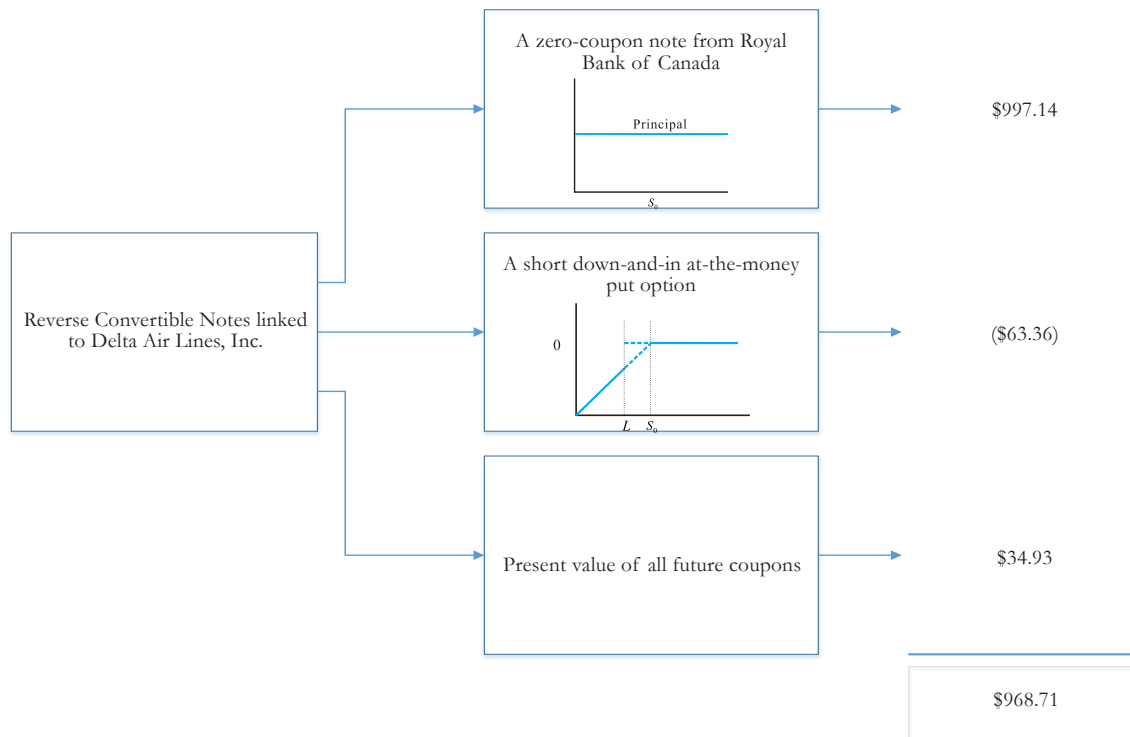 A zero-coupon note from Royal
Bank of Canada
Principal
S₀
$997.14
Reverse Convertible Notes linked
to Delta Air Lines, Inc.
A short down-and-in at-the-money
put option
0
L S₀
($63.36)
Present value of all future coupons
$34.93
$968.71